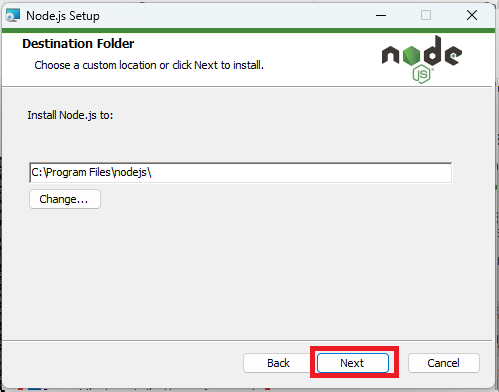 Node.js Setup
Destination Folder
Choose a custom location or click Next to install.
node
JS
Install Node.js to:
C:\Program Files\nodejs\
Change...
Back
Next
Cancel